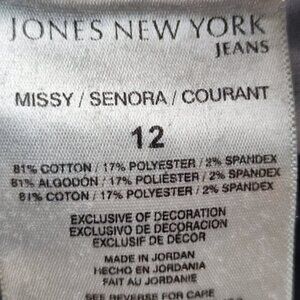 JONES NEW YORK
JEANS
MISSY / SENORA / COURANT
12
81% COTTON / 17% POLYESTER / 2% SPANDEX
81% ALGODÓN / 17% POLIÉSTER / 2% SPANDEX
81% COTON / 17% POLYESTER / 2% SPANDEX
EXCLUSIVE OF DECORATION
EXCLUSIVO DE DECORACION
EXCLUSIF DE DÉCOR
MADE IN JORDAN
HECHO EN JORDANIA
FAIT AU JORDANIE
SEE REVERSE FOR CARE